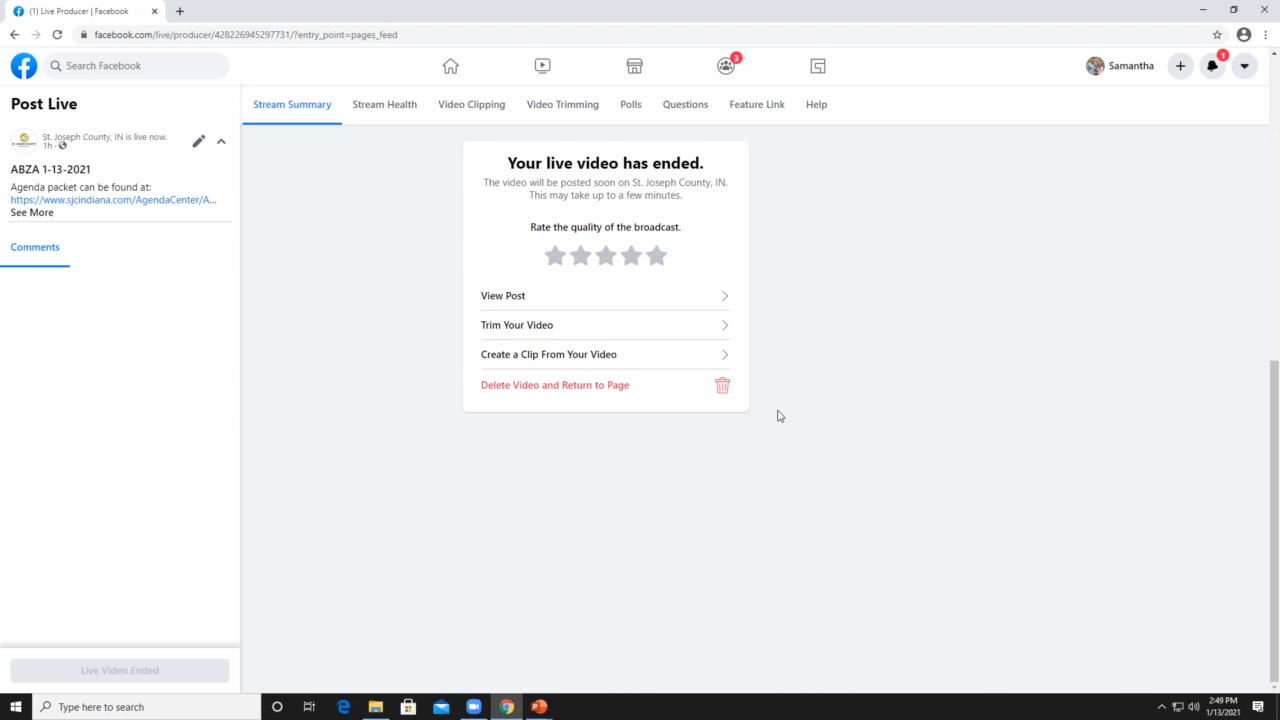 (1) Live Producer | Facebook
facebook.com/live/producer/428226945297731/?entry_point=pages_feed
Search Facebook
3
Samantha
1
Post Live
Stream Summary
Stream Health
Video Clipping
Video Trimming
Polls
Questions
Feature Link
Help
St. Joseph County, IN is live now.
1h ·
ABZA 1-13-2021
Agenda packet can be found at:
https://www.sjcindiana.com/AgendaCenter/A...
See More
Comments
Your live video has ended.
The video will be posted soon on St. Joseph County, IN.
This may take up to a few minutes.
Rate the quality of the broadcast.
View Post
Trim Your Video
Create a Clip From Your Video
Delete Video and Return to Page
Live Video Ended
Type here to search
2:49 PM
1/13/2021